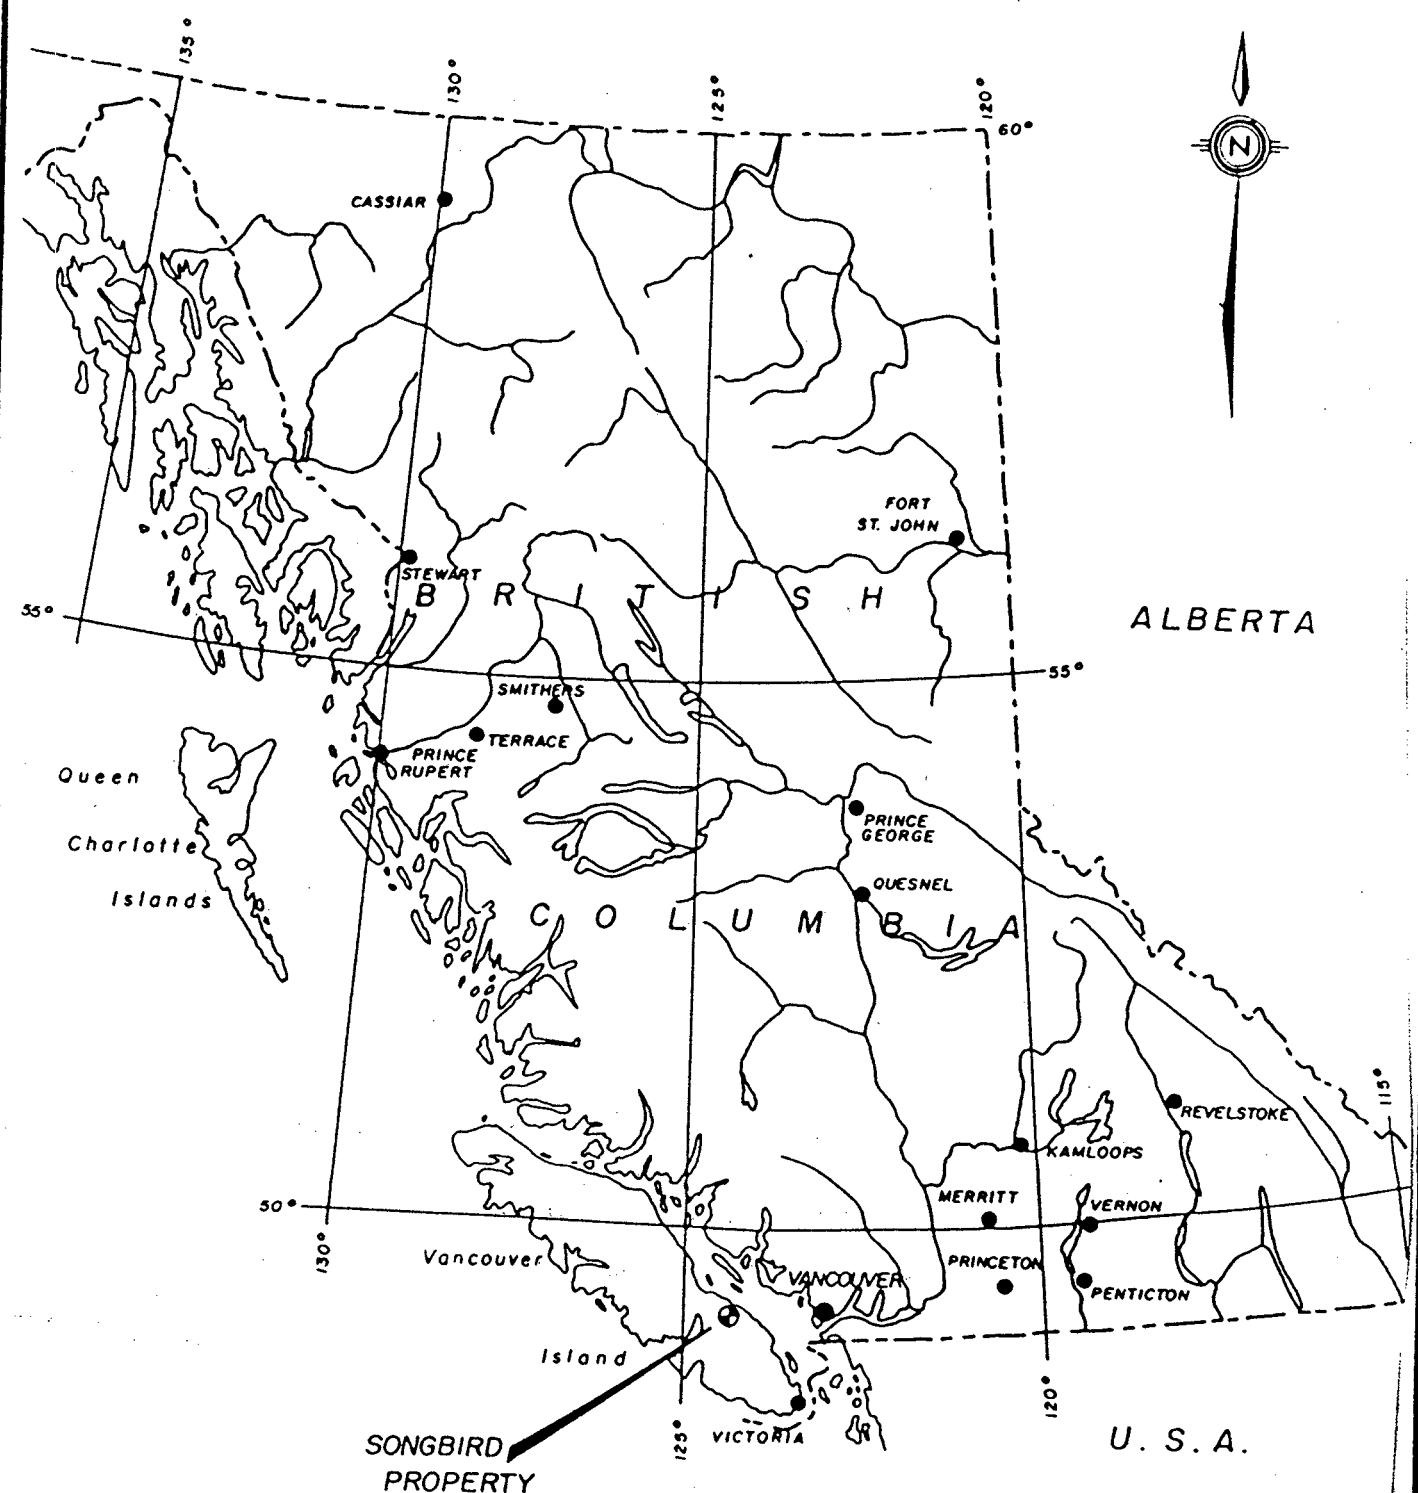 135°
130°
125°
120°
60°
N
CASSIAR
FORT
ST. JOHN
STEWART
BRITISH
ALBERTA
55°
55°
SMITHERS
TERRACE
PRINCE
RUPERT
Queen
Charlotte
Islands
PRINCE
GEORGE
QUESNEL
COLUMBIA
115°
REVELSTOKE
KAMLOOPS
MERRITT
VERNON
50°
130°
Vancouver
VANCOUVER
PRINCETON
PENTICTON
Island
120°
125°
VICTORIA
U.S.A.
SONGBIRD
PROPERTY